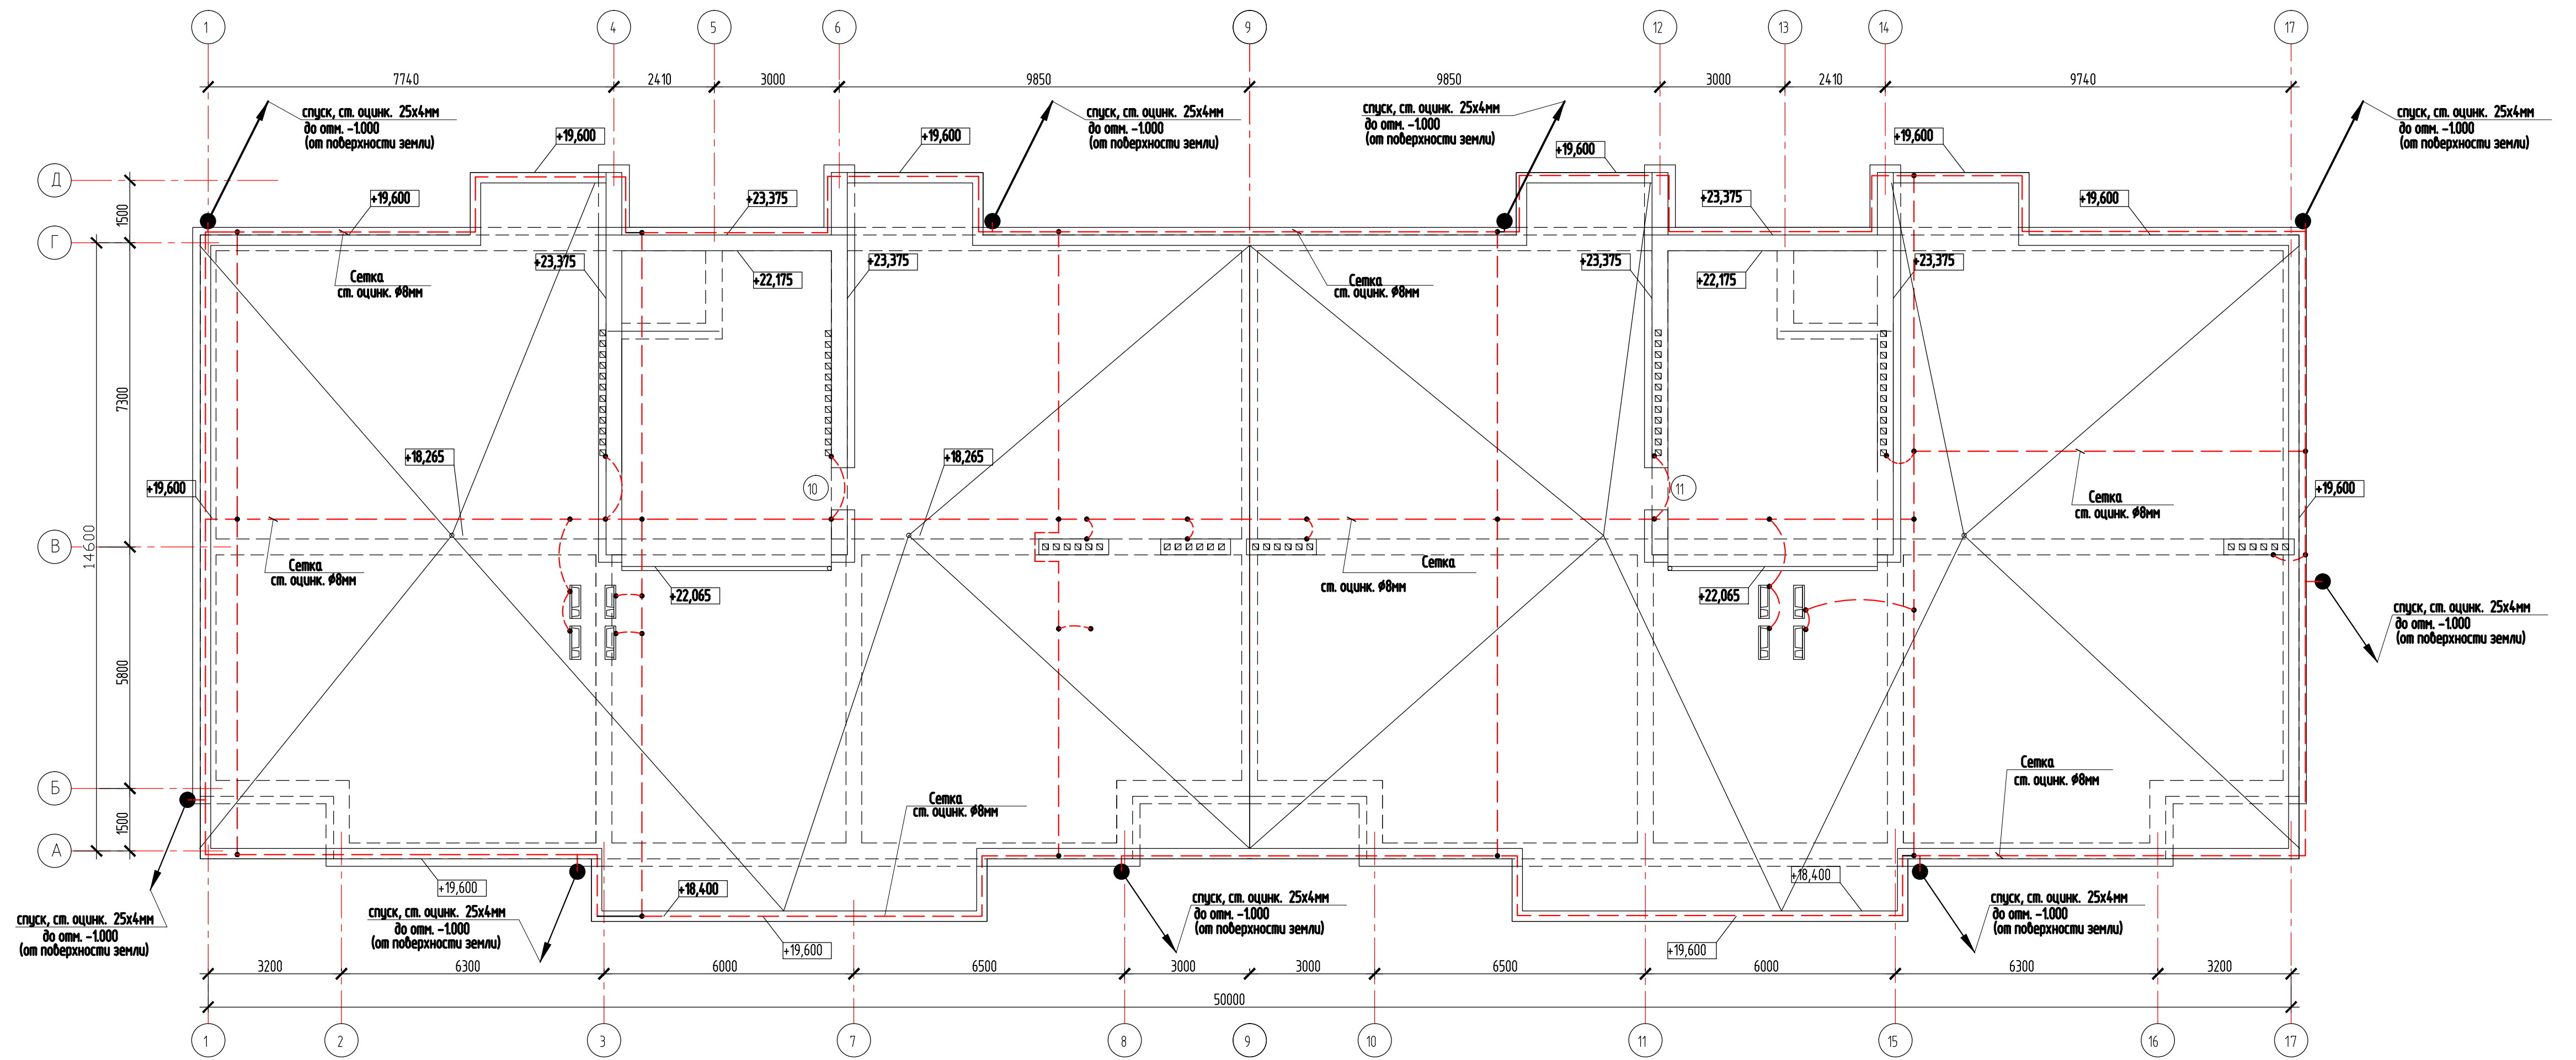 1
4
5
6
9
12
13
14
17
7740
2410
3000
9850
9850
3000
2410
9740
спуск, ст. оцинк. 25х4мм
до отм. -1.000
(от поверхности земли)
спуск, ст. оцинк. 25х4мм
до отм. -1.000
(от поверхности земли)
спуск, ст. оцинк. 25х4мм
до отм. -1.000
(от поверхности земли)
спуск, ст. оцинк. 25х4мм
до отм. -1.000
(от поверхности земли)
+19,600
+19,600
+19,600
+19,600
Д
+19,600
+23,375
+23,375
+19,600
1500
Г
+23,375
+22,175
+23,375
+23,375
+22,175
+23,375
Сетка
ст. оцинк. Ø8мм
Сетка
ст. оцинк. Ø8мм
7300
+18,265
+18,265
+19,600
10
11
+19,600
Сетка
ст. оцинк. Ø8мм
В
14600
Сетка
ст. оцинк. Ø8мм
Сетка
ст. оцинк. Ø8мм
+22,065
+22,065
спуск, ст. оцинк. 25х4мм
до отм. -1.000
(от поверхности земли)
5800
Сетка
ст. оцинк. Ø8мм
Б
Сетка
ст. оцинк. Ø8мм
1500
А
+19,600
+18,400
+18,400
спуск, ст. оцинк. 25х4мм
до отм. -1.000
(от поверхности земли)
спуск, ст. оцинк. 25х4мм
до отм. -1.000
(от поверхности земли)
спуск, ст. оцинк. 25х4мм
до отм. -1.000
(от поверхности земли)
спуск, ст. оцинк. 25х4мм
до отм. -1.000
(от поверхности земли)
+19,600
+19,600
3200
6300
6000
6500
3000
3000
6500
6000
6300
3200
50000
1
2
3
7
8
9
10
11
15
16
17